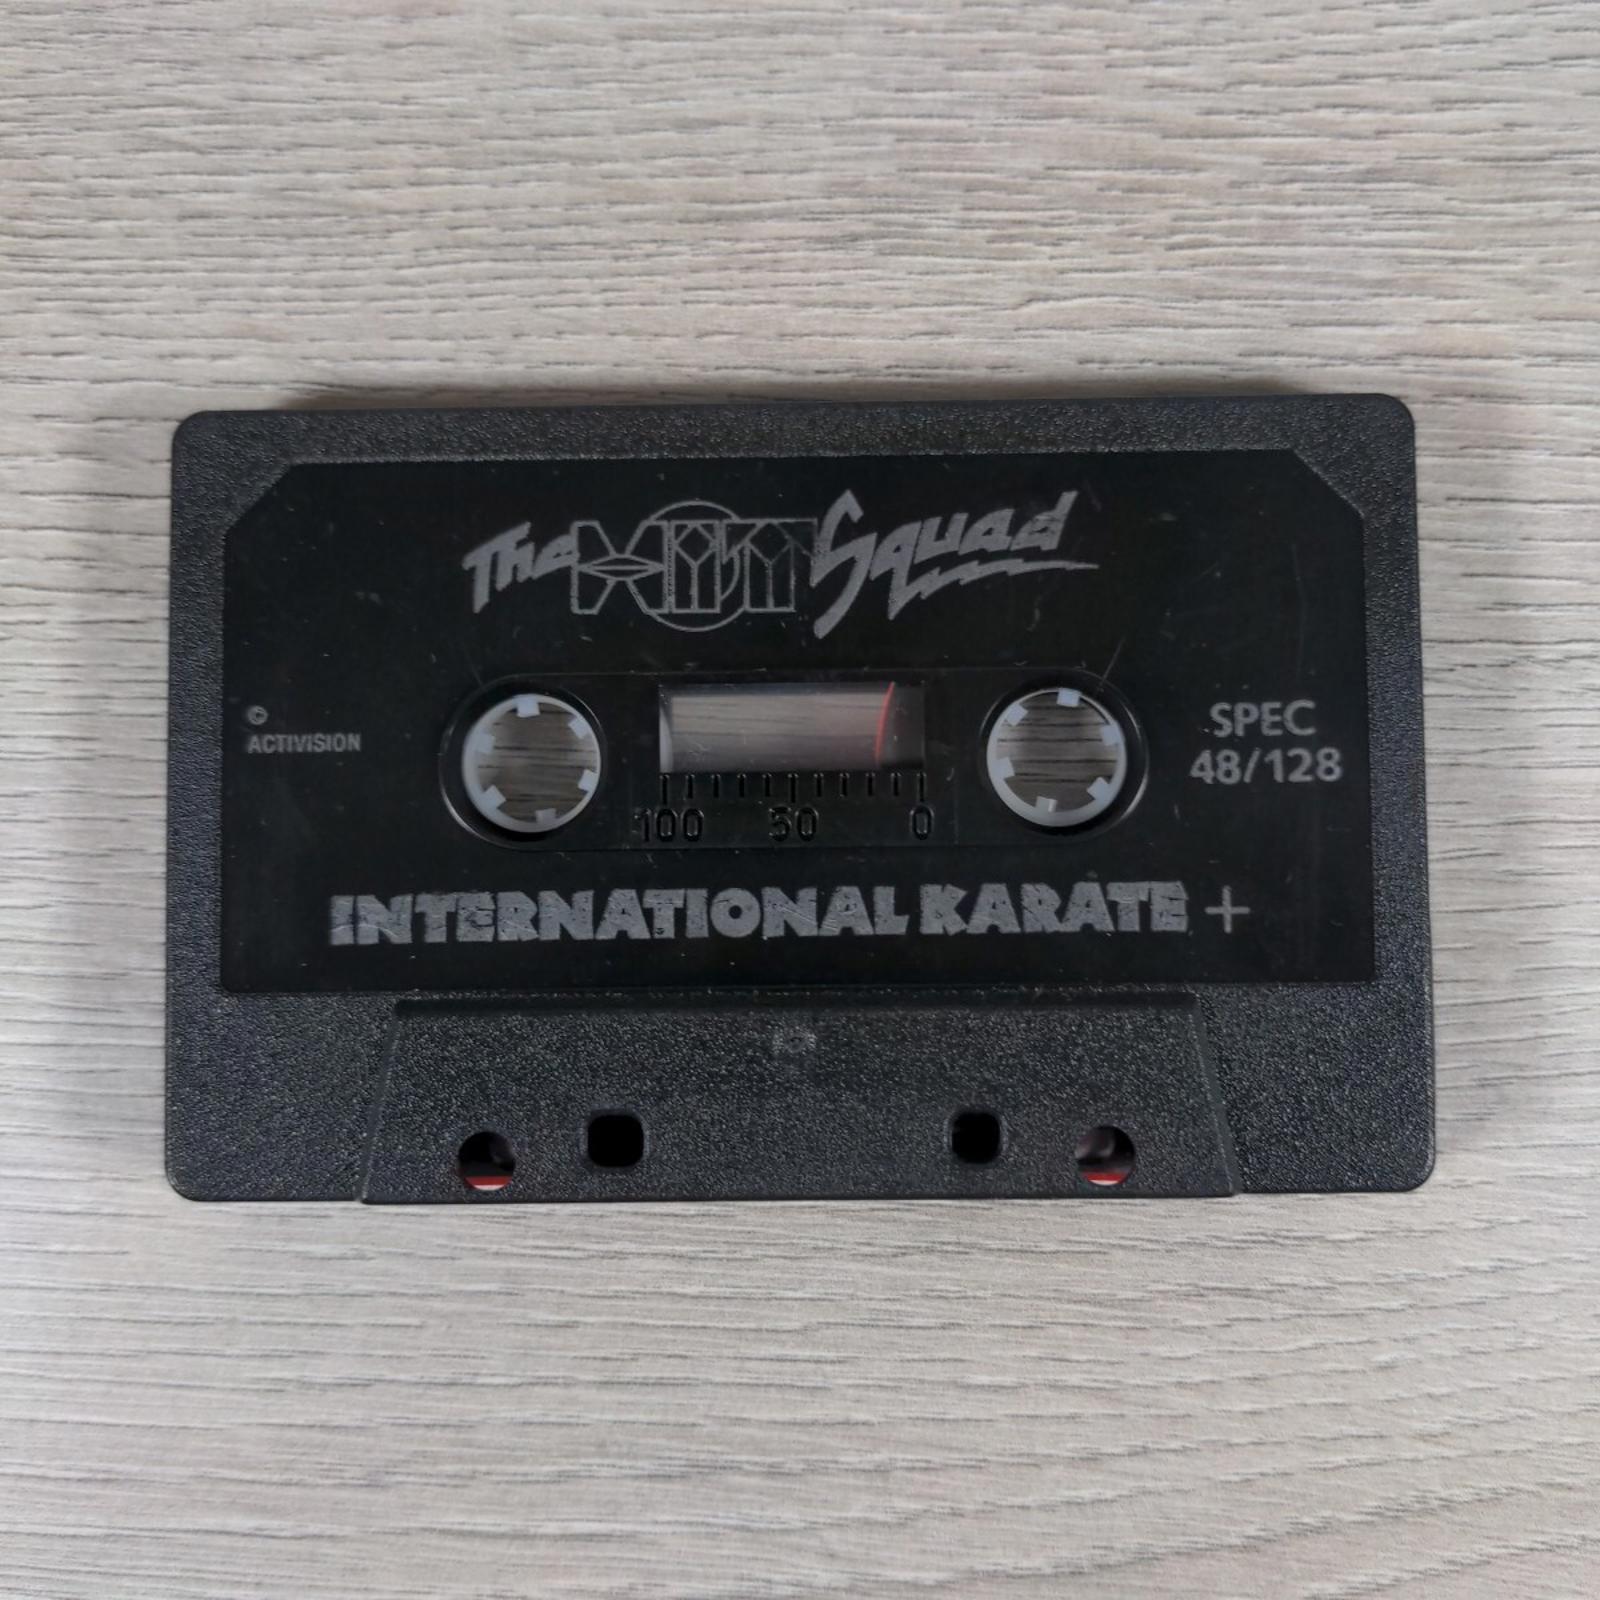 The HIT Squad
©
ACTIVISION
SPEC
48/128
100 50 0
INTERNATIONAL KARATE +